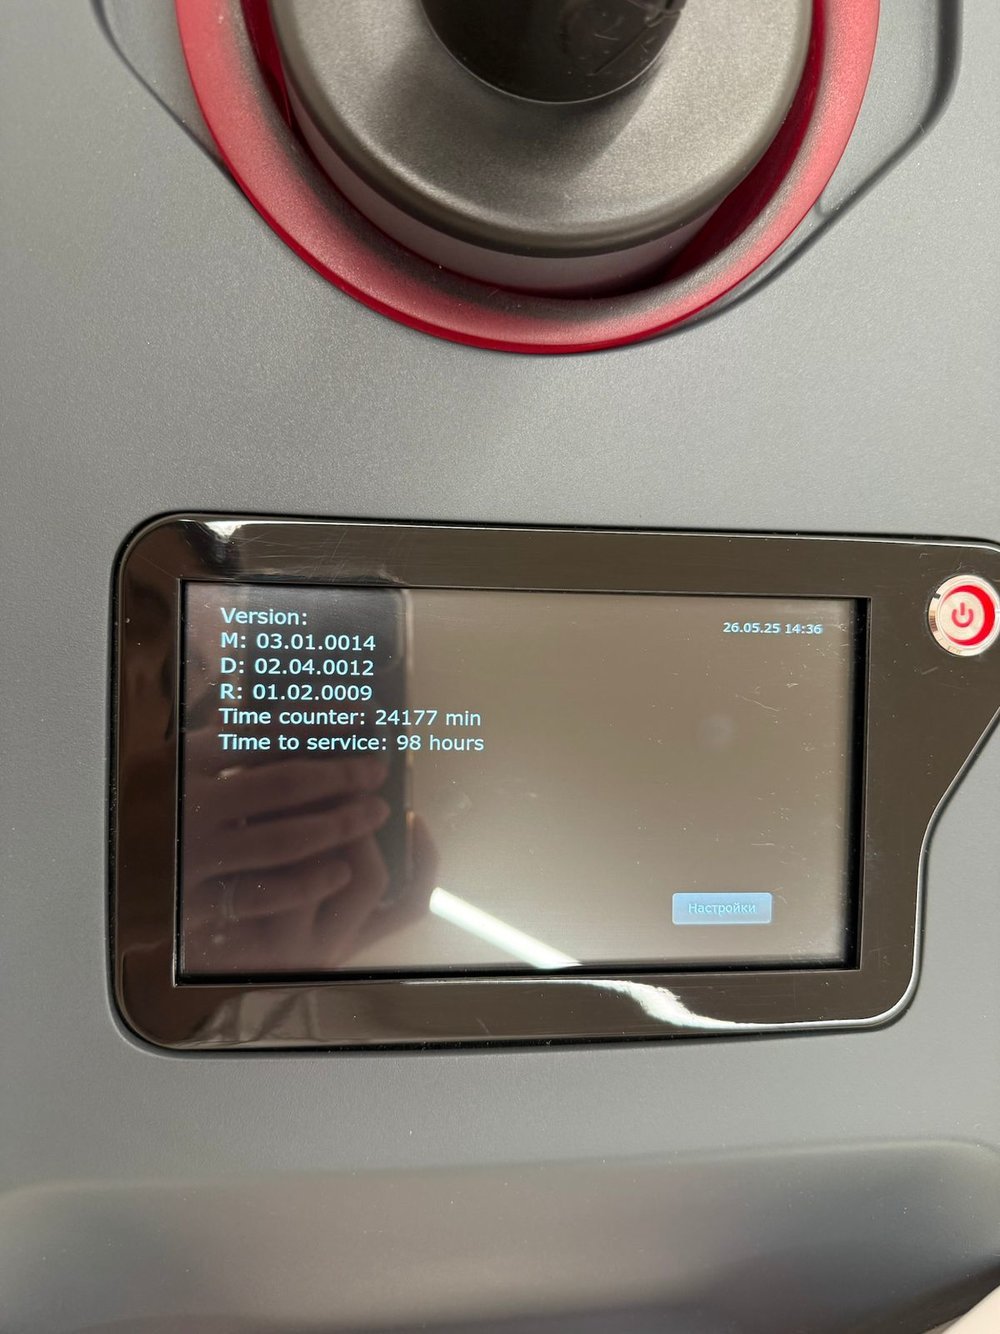 Version:
M: 03.01.0014
D: 02.04.0012
R: 01.02.0009
Time counter: 24177 min
Time to service: 98 hours
26.05.25 14:36
Настройки